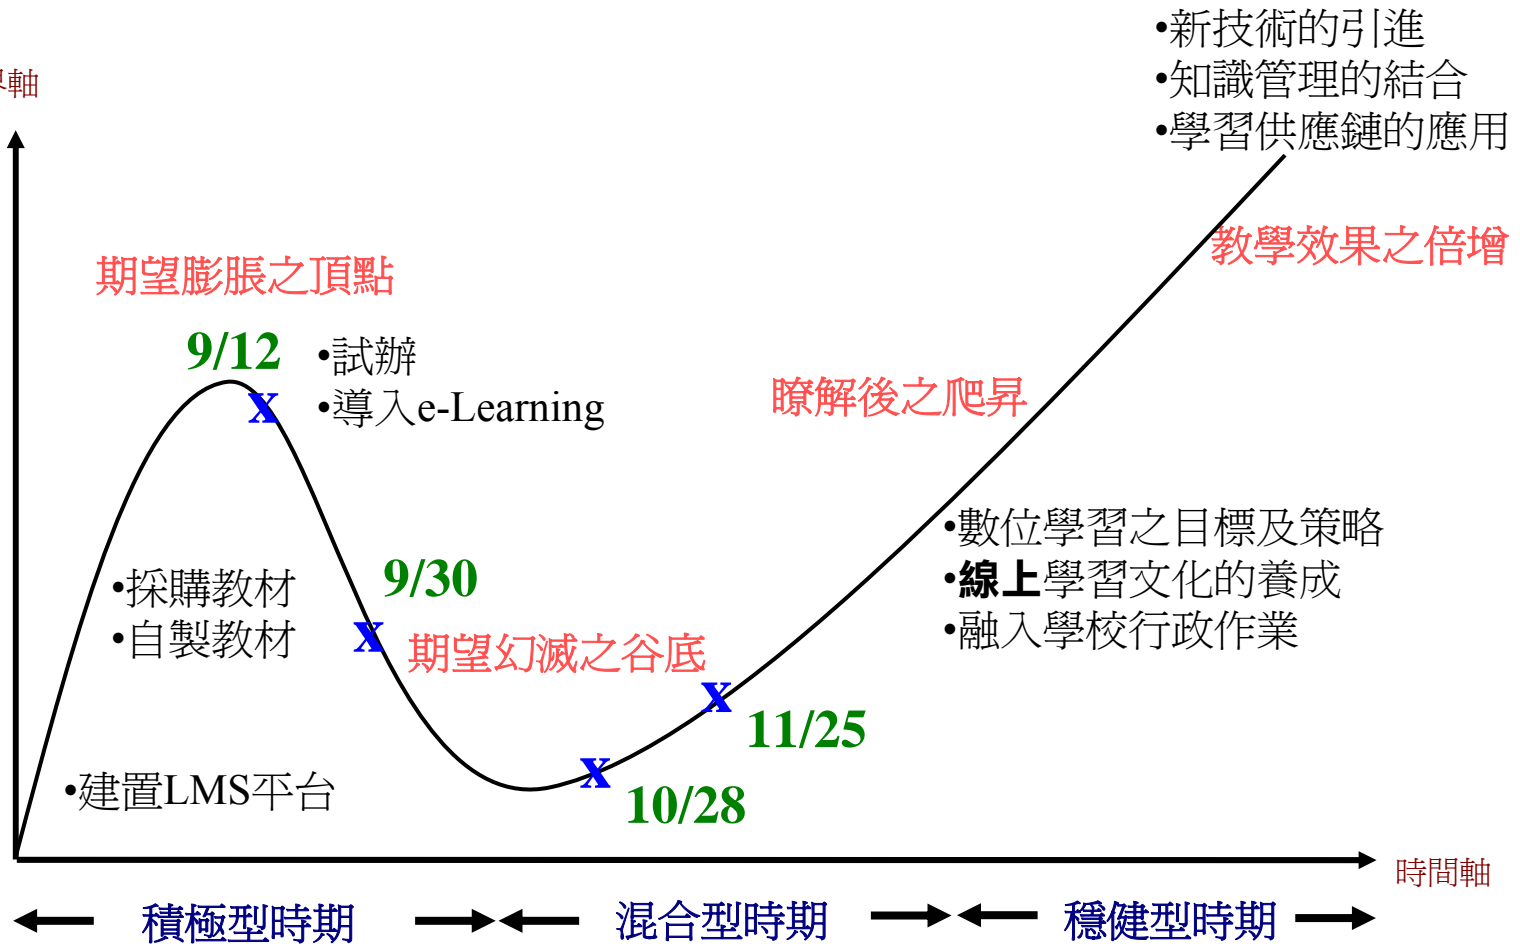 •新技術的引進
•知識管理的結合
•學習供應鏈的應用
軸
教學效果之倍增
期望膨脹之頂點
9/12
•試辦
•導入e-Learning
x
瞭解後之爬昇
•數位學習之目標及策略
•線上學習文化的養成
•融入學校行政作業
•採購教材
•自製教材
9/30
x
期望幻滅之谷底
x
11/25
•建置LMS平台
x
10/28
時間軸
積極型時期
混合型時期
穩健型時期